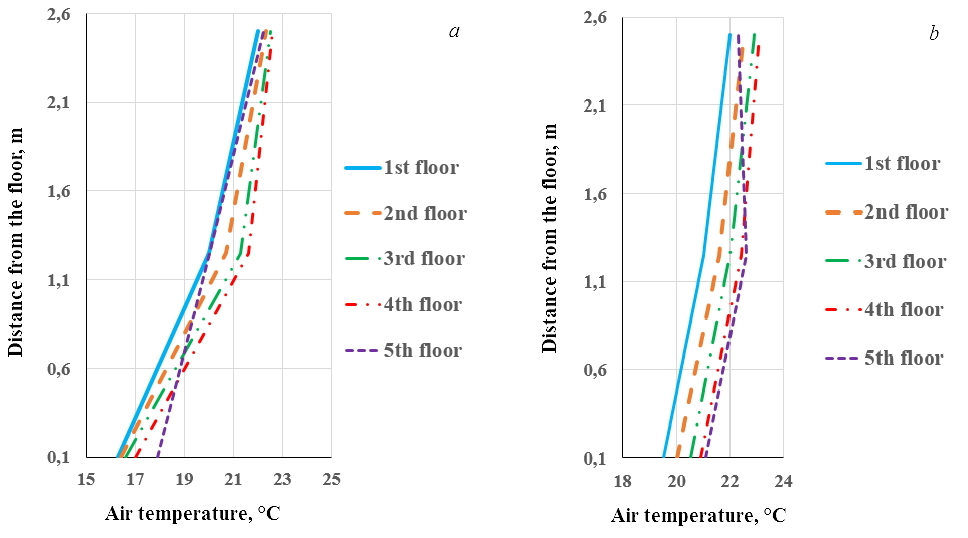 a
2,6
2,1
1,6
1,1
0,6
0,1
Distance from the floor, m
15 17 19 21 23 25
Air temperature, °C
1st floor
2nd floor
3rd floor
4th floor
5th floor
b
2,6
2,1
1,6
1,1
0,6
0,1
Distance from the floor, m
18 20 22 24
Air temperature, °C
1st floor
2nd floor
3rd floor
4th floor
5th floor